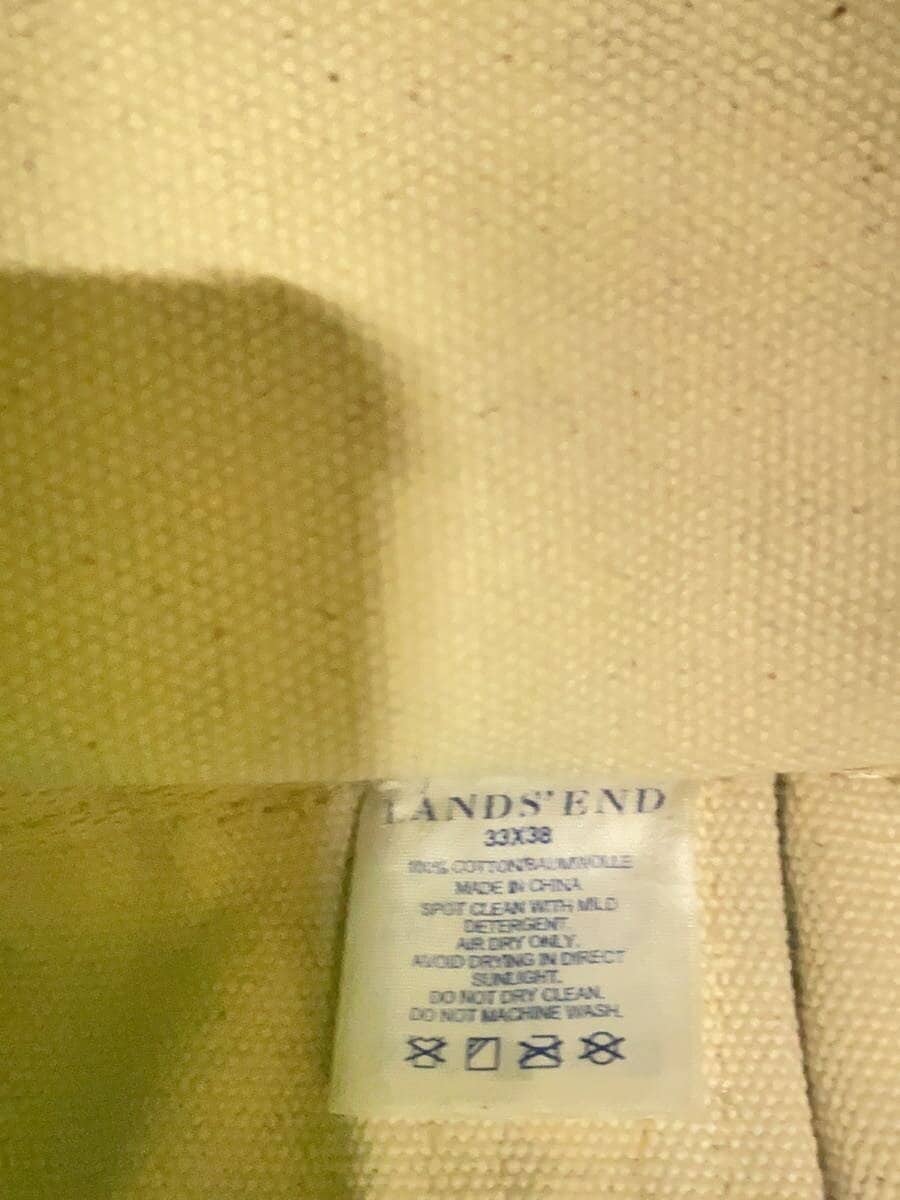 LANDS' END
33X38
100% COTTON/BAUMWOLLE
MADE IN CHINA
SPOT CLEAN WITH MILD
DETERGENT.
AIR DRY ONLY.
AVOID DRYING IN DIRECT
SUNLIGHT.
DO NOT DRY CLEAN.
DO NOT MACHINE WASH.